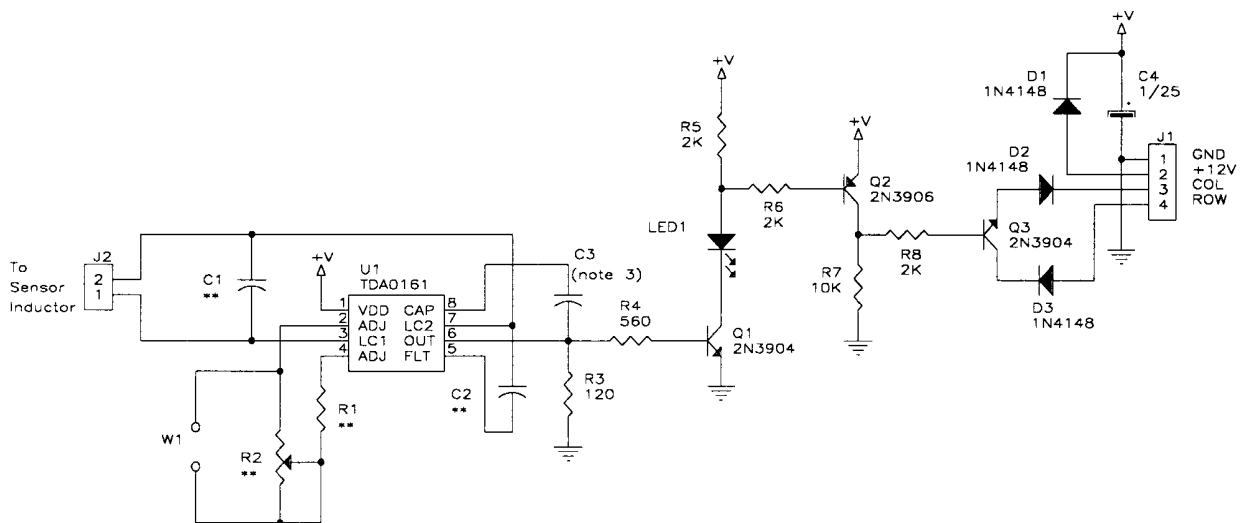 +V
D1
1N4148
C4
1/25
+V
R5
2K
+V
J1
1
2
3
4
GND
+12V
COL
ROW
D2
1N4148
Q2
2N3906
R6
2K
LED1
Q3
2N3904
R8
2K
R7
10K
D3
1N4148
To
Sensor
Inductor
J2
2
1
C1
**
+V
U1
TDA0161
1
2
3
4
VDD
ADJ
LC1
ADJ
CAP
LC2
OUT
FLT
8
7
6
5
C3
(note 3)
R4
560
Q1
2N3904
R3
120
C2
**
R1
**
W1
R2
**